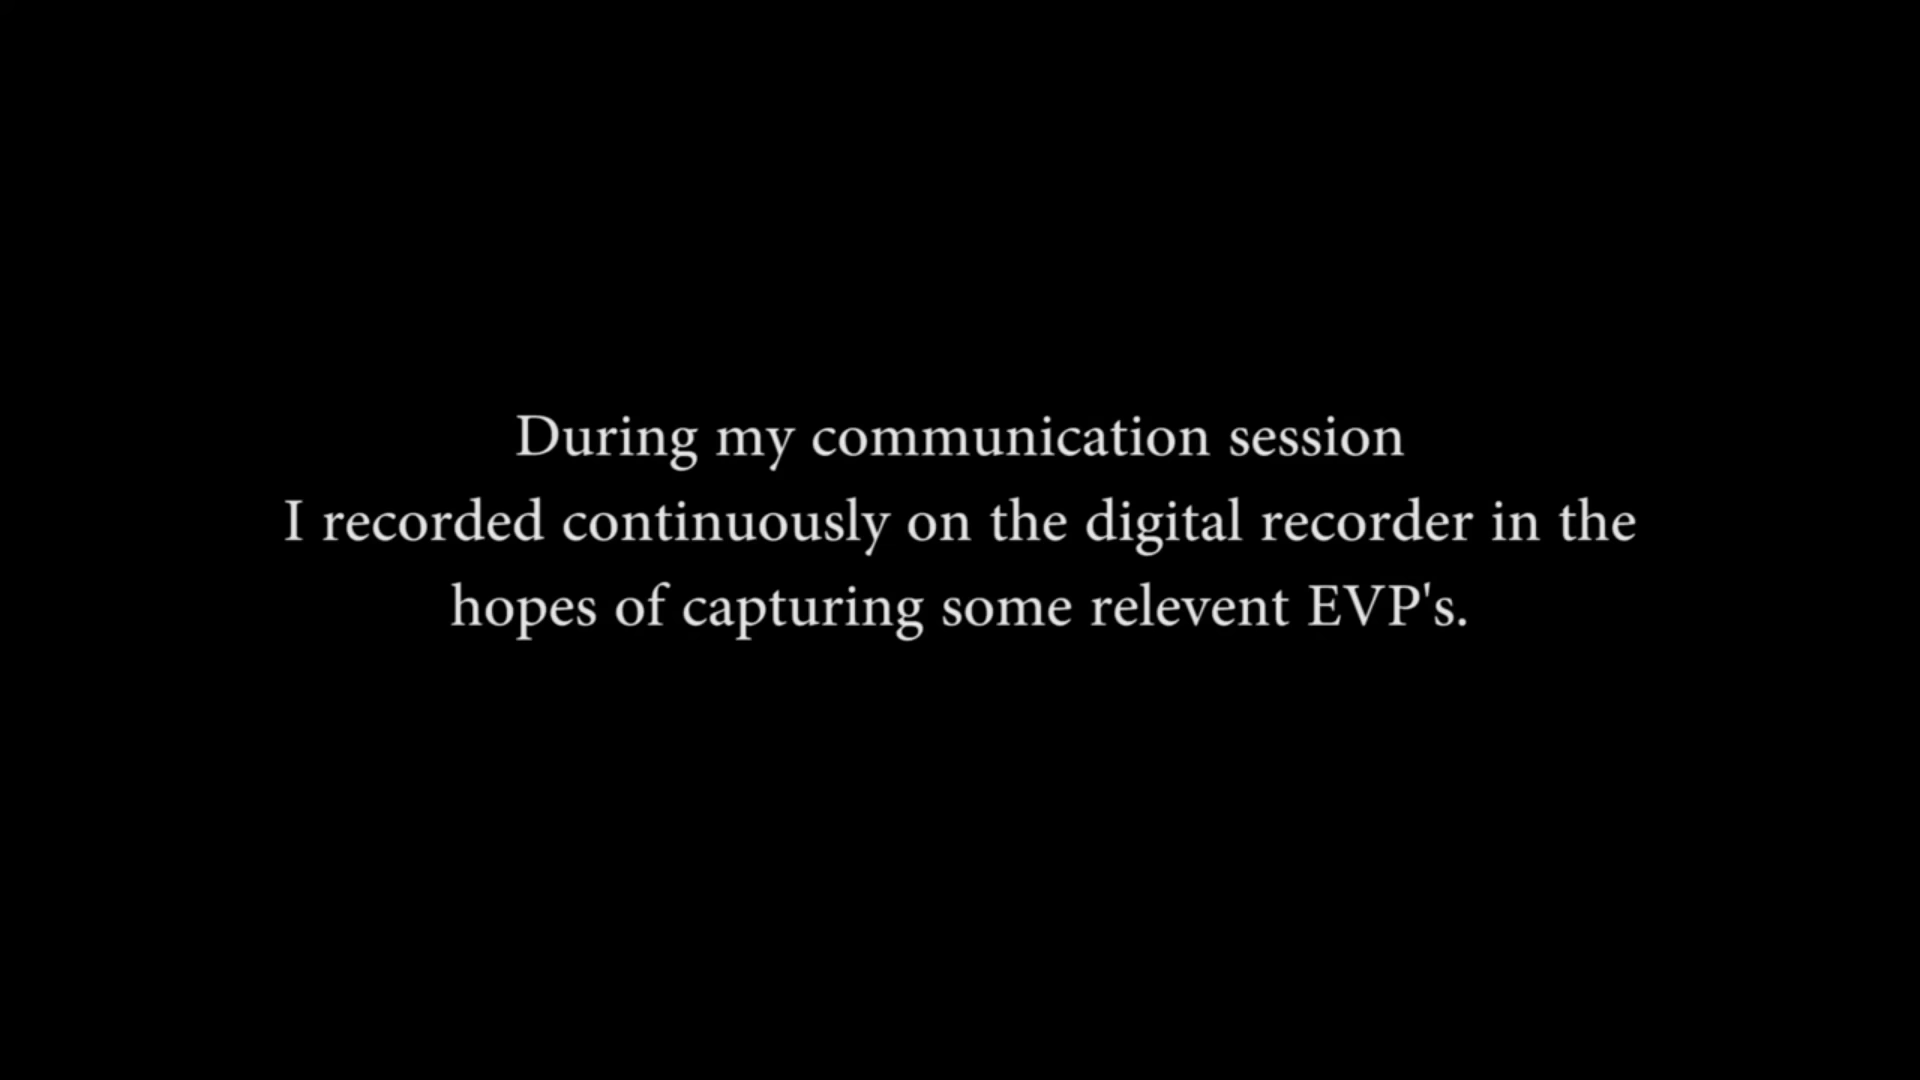 During my communication session
I recorded continuously on the digital recorder in the
hopes of capturing some relevent EVP's.